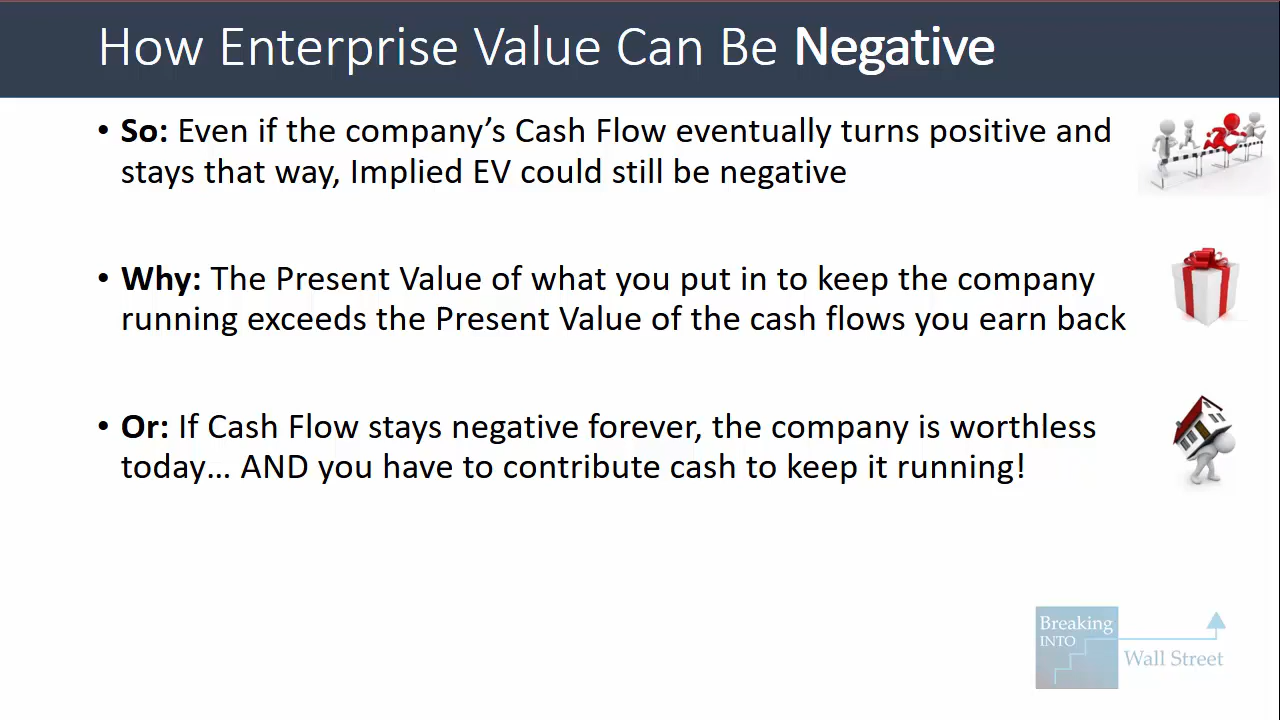 How Enterprise Value Can Be Negative
• So: Even if the company’s Cash Flow eventually turns positive and
stays that way, Implied EV could still be negative
• Why: The Present Value of what you put in to keep the company
running exceeds the Present Value of the cash flows you earn back
• Or: If Cash Flow stays negative forever, the company is worthless
today… AND you have to contribute cash to keep it running!
Breaking
INTO
Wall Street